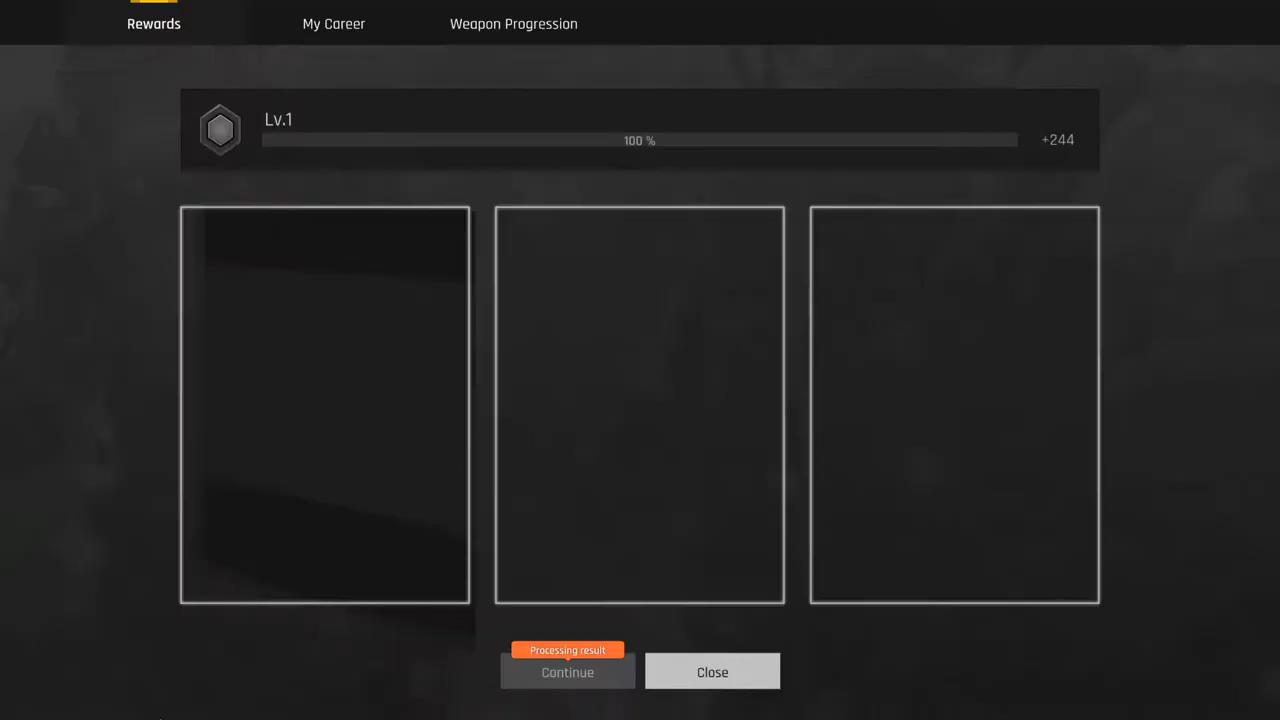 Rewards
My Career
Weapon Progression
Lv.1
100 %
+244
Processing result
Continue
Close